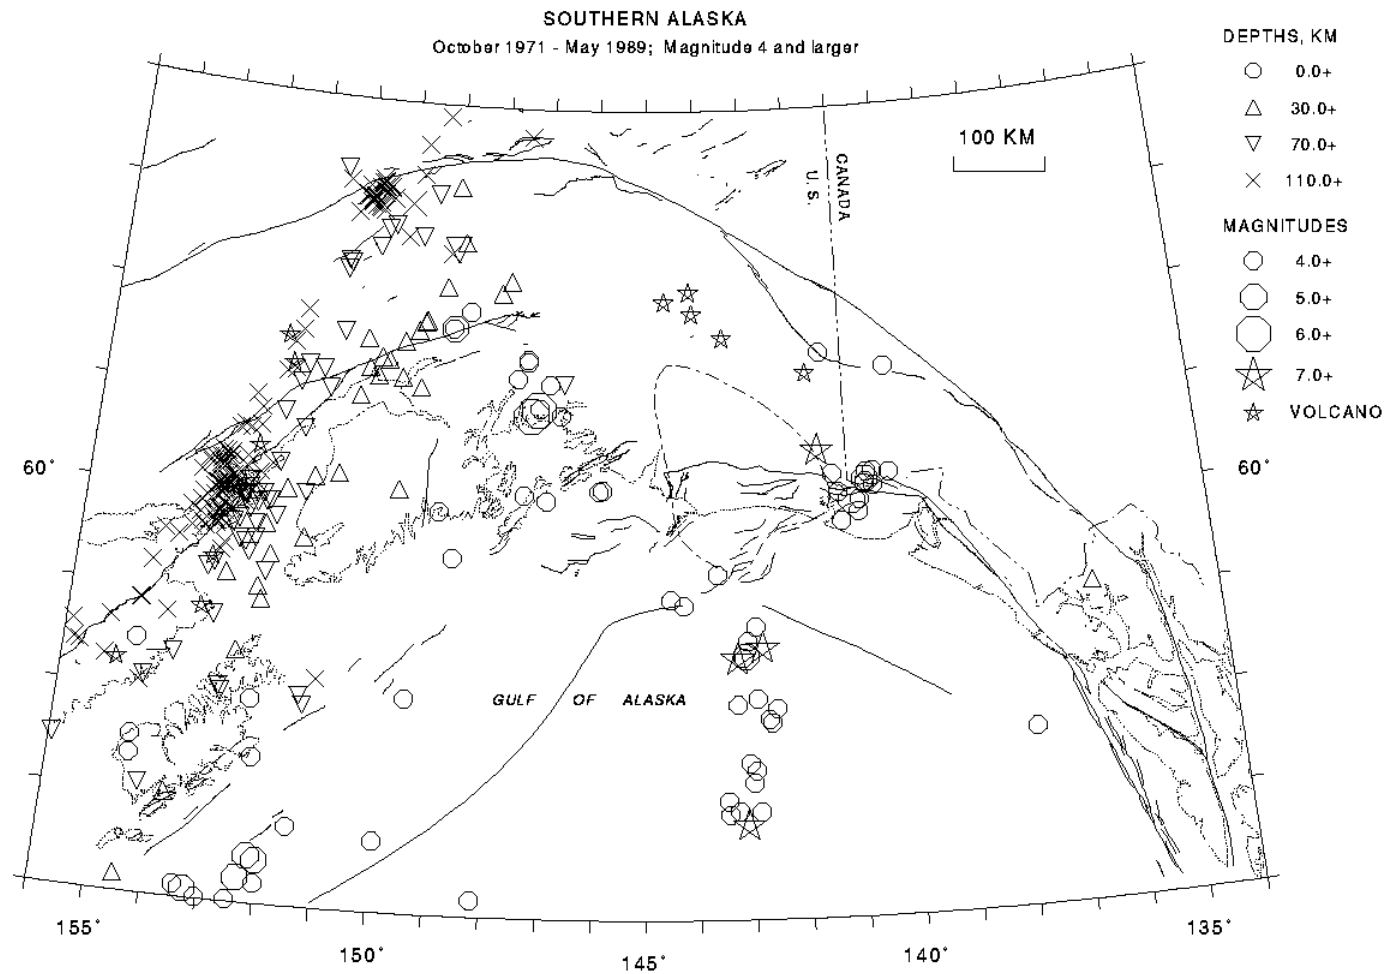 SOUTHERN ALASKA
October 1971 - May 1989; Magnitude 4 and larger
DEPTHS, KM
0.0+
30.0+
70.0+
110.0+
MAGNITUDES
4.0+
5.0+
6.0+
7.0+
VOLCANO
100 KM
CANADA
U. S.
60°
60°
GULF OF ALASKA
155°
150°
145°
140°
135°